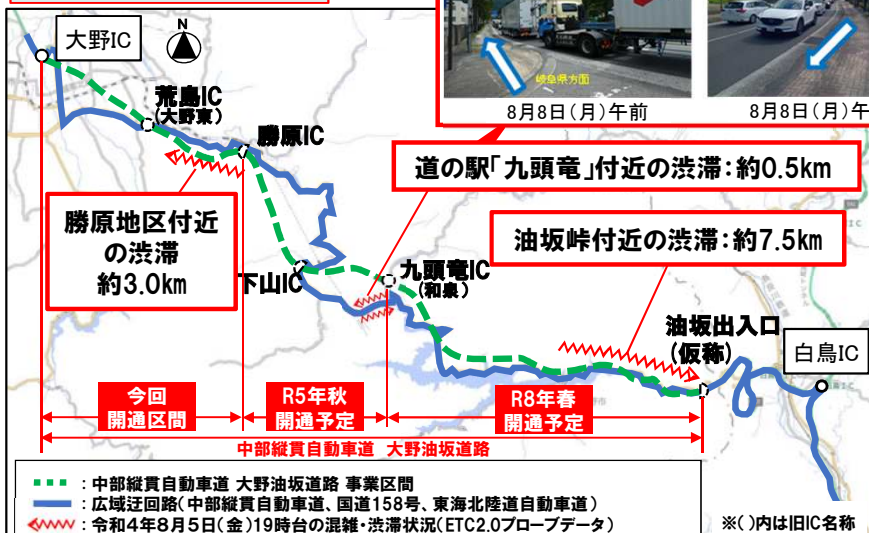 岐阜県方面
8月8日(月)午前
8月8日(月)午
大野IC
N
荒島IC
(大野東)
勝原IC
道の駅「九頭竜」付近の渋滞:約0.5km
勝原地区付近
の渋滞
約3.0km
油坂峠付近の渋滞:約7.5km
下山IC
九頭竜IC
(和泉)
油坂出入口
(仮称)
白鳥IC
今回
開通区間
R5年秋
開通予定
R8年春
開通予定
中部縦貫自動車道 大野油坂道路
:中部縦貫自動車道 大野油坂道路 事業区間
:広域迂回路(中部縦貫自動車道、国道158号、東海北陸道自動車道)
:令和4年8月5日(金)19時台の混雑・渋滞状況(ETC2.0プローブデータ)
※()内は旧IC名称